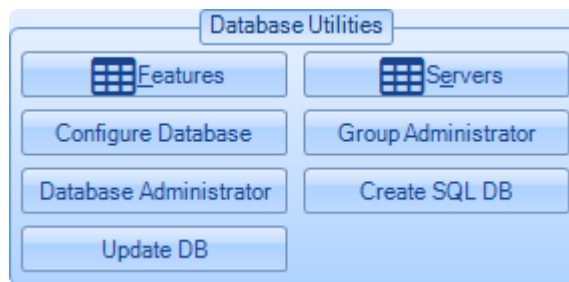 Database Utilities
Features
Servers
Configure Database
Group Administrator
Database Administrator
Create SQL DB
Update DB